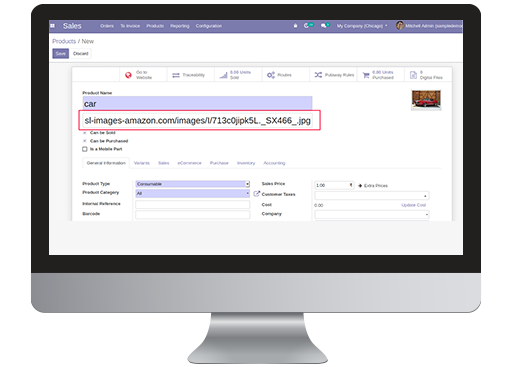 Sales Orders To Invoice Products Reporting Configuration My Company (Chicago) Mitchell Admin
Products / New
Save Discard
Go to Website
Traceability
0.00 Units Sold
Routes
Putaway Rules
0.00 Units Purchased
0 Digital Files
Product Name
car
sl-images-amazon.com/images/I/713c0jipk5L._SX466_.jpg
Can be Sold
Can be Purchased
Is a Mobile Part
General Information Variants Sales eCommerce Purchase Inventory Accounting
Product Type Consumable Sales Price 1.00 Extra Prices
Product Category All Customer Taxes
Internal Reference Cost 0.00 Update Cost
Barcode Company